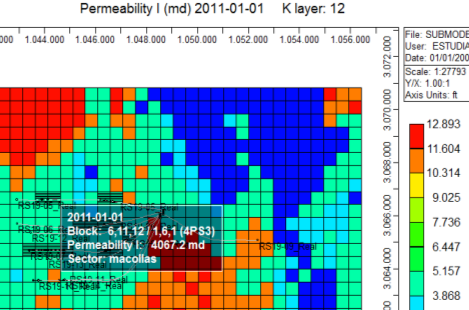 Permeability I (md) 2011-01-01    K layer: 12
000 1.044.000 1.046.000 1.048.000 1.050.000 1.052.000 1.054.000 1.056.000
File: SUBMODE
User: ESTUDIA
Date: 01/01/200
Scale: 1:27793
Y/X: 1.00:1
Axis Units: ft
3.072.000
3.070.000
3.068.000
3.066.000
3.064.000
12.893
11.604
10.314
9.025
7.736
6.447
5.157
3.868
2011-01-01
Block: 6,11,12 / 1,6,1 (4PS3)
Permeability I: 4067.2 md
Sector: macollas